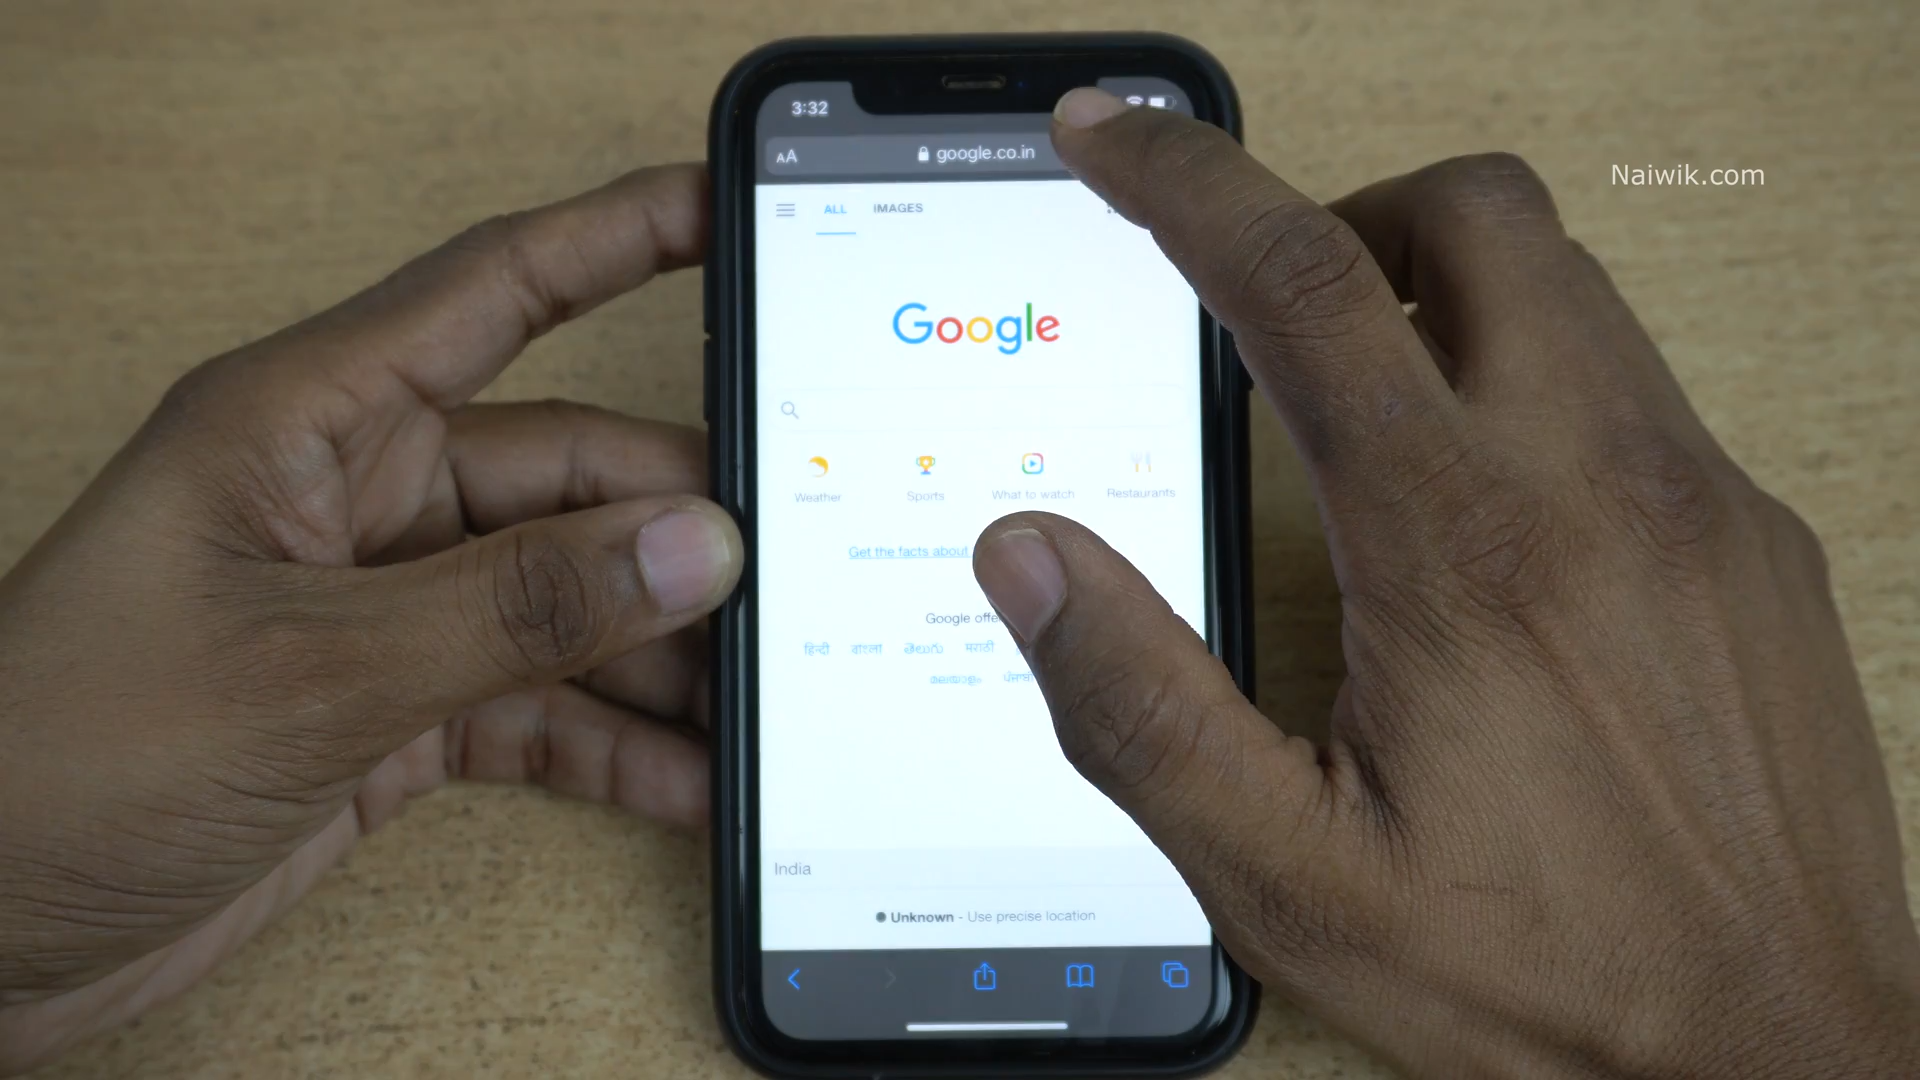 3:32
AA google.co.in
Naiwik.com
ALL IMAGES
Google
Weather Sports What to watch Restaurants
Get the facts about
Google
हिन्दी বাংলা తెలుగు मराठी
മലയാളം
India
Unknown - Use precise location